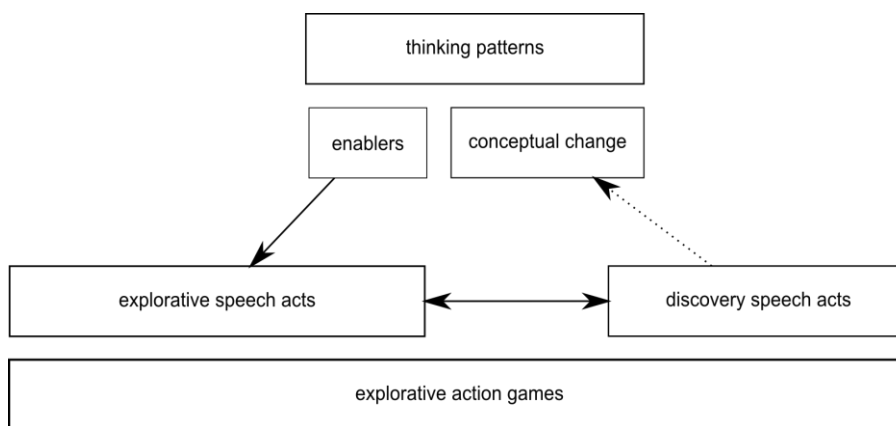 thinking patterns
enablers
conceptual change
explorative speech acts
discovery speech acts
explorative action games